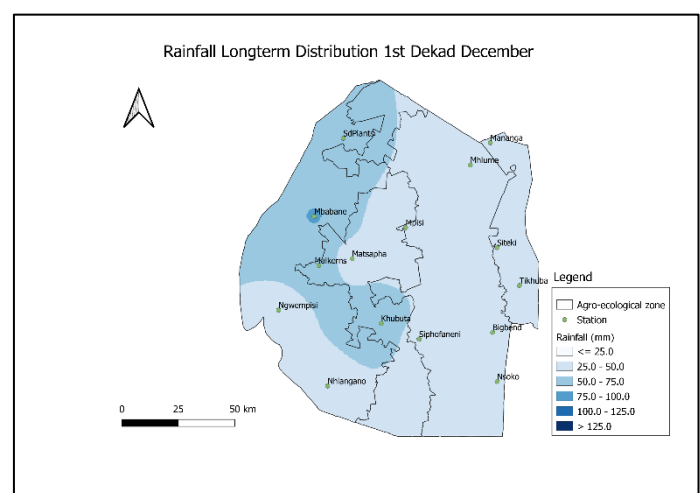 Rainfall Longterm Distribution 1st Dekad December
SdPlants
Mananga
Mhlume
Mbabane
Mpisi
Siteki
Matsapha
Malkerns
Tikhuba
Ngwempisi
Khubuta
Siphofaneni
Bigbend
Nhlangano
Nsoko
0 25 50 km
Legend
Agro-ecological zone
Station
Rainfall (mm)
<= 25.0
25.0 - 50.0
50.0 - 75.0
75.0 - 100.0
100.0 - 125.0
> 125.0